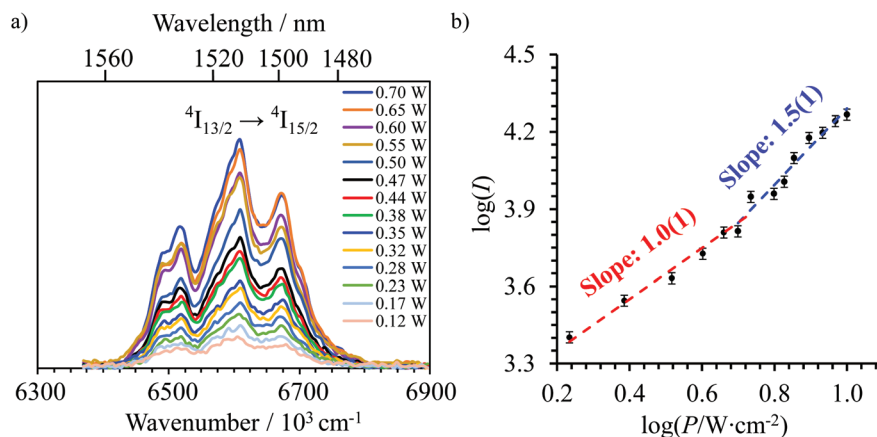 a)
Wavelength / nm
1560 1520 1500 1480
⁴I₁₃/₂ → ⁴I₁₅/₂
0.70 W
0.65 W
0.60 W
0.55 W
0.50 W
0.47 W
0.44 W
0.38 W
0.35 W
0.32 W
0.28 W
0.23 W
0.17 W
0.12 W
6300 6500 6700 6900
Wavenumber / 10³ cm⁻¹
b)
4.5
4.2
3.9
3.6
3.3
log(I)
Slope: 1.0(1)
Slope: 1.5(1)
0.2 0.4 0.6 0.8 1.0
log(P/W·cm⁻²)